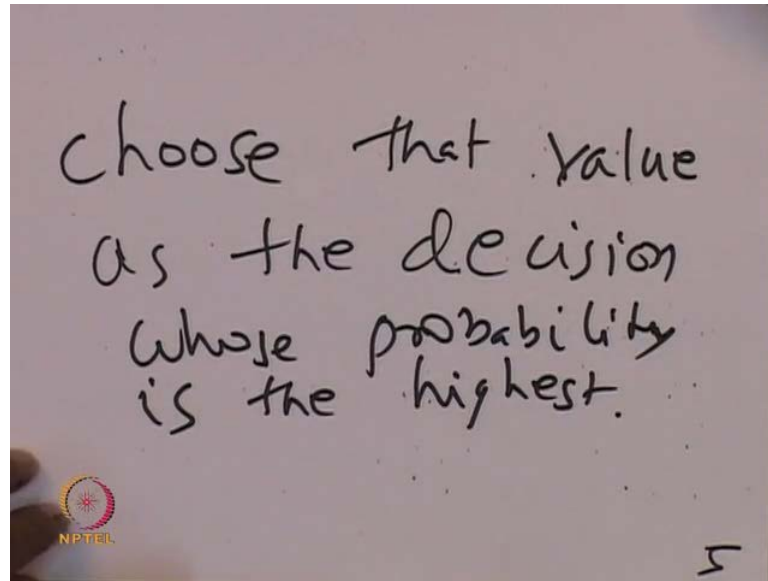 choose that value
as the decision
whose probability
is the highest.
NPTEL
5